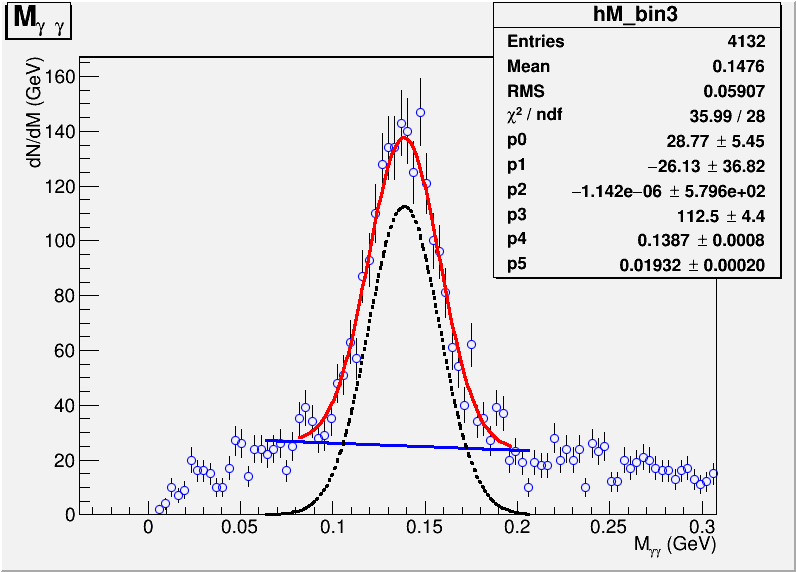 M γ γ
hM_bin3
Entries 4132
Mean 0.1476
RMS 0.05907
χ² / ndf 35.99 / 28
p0 28.77 ± 5.45
p1 −26.13 ± 36.82
p2 −1.142e−06 ± 5.796e+02
p3 112.5 ± 4.4
p4 0.1387 ± 0.0008
p5 0.01932 ± 0.00020
dN/dM (GeV)
160
140
120
100
80
60
40
20
0
0 0.05 0.1 0.15 0.2 0.25 0.3
Mγγ (GeV)